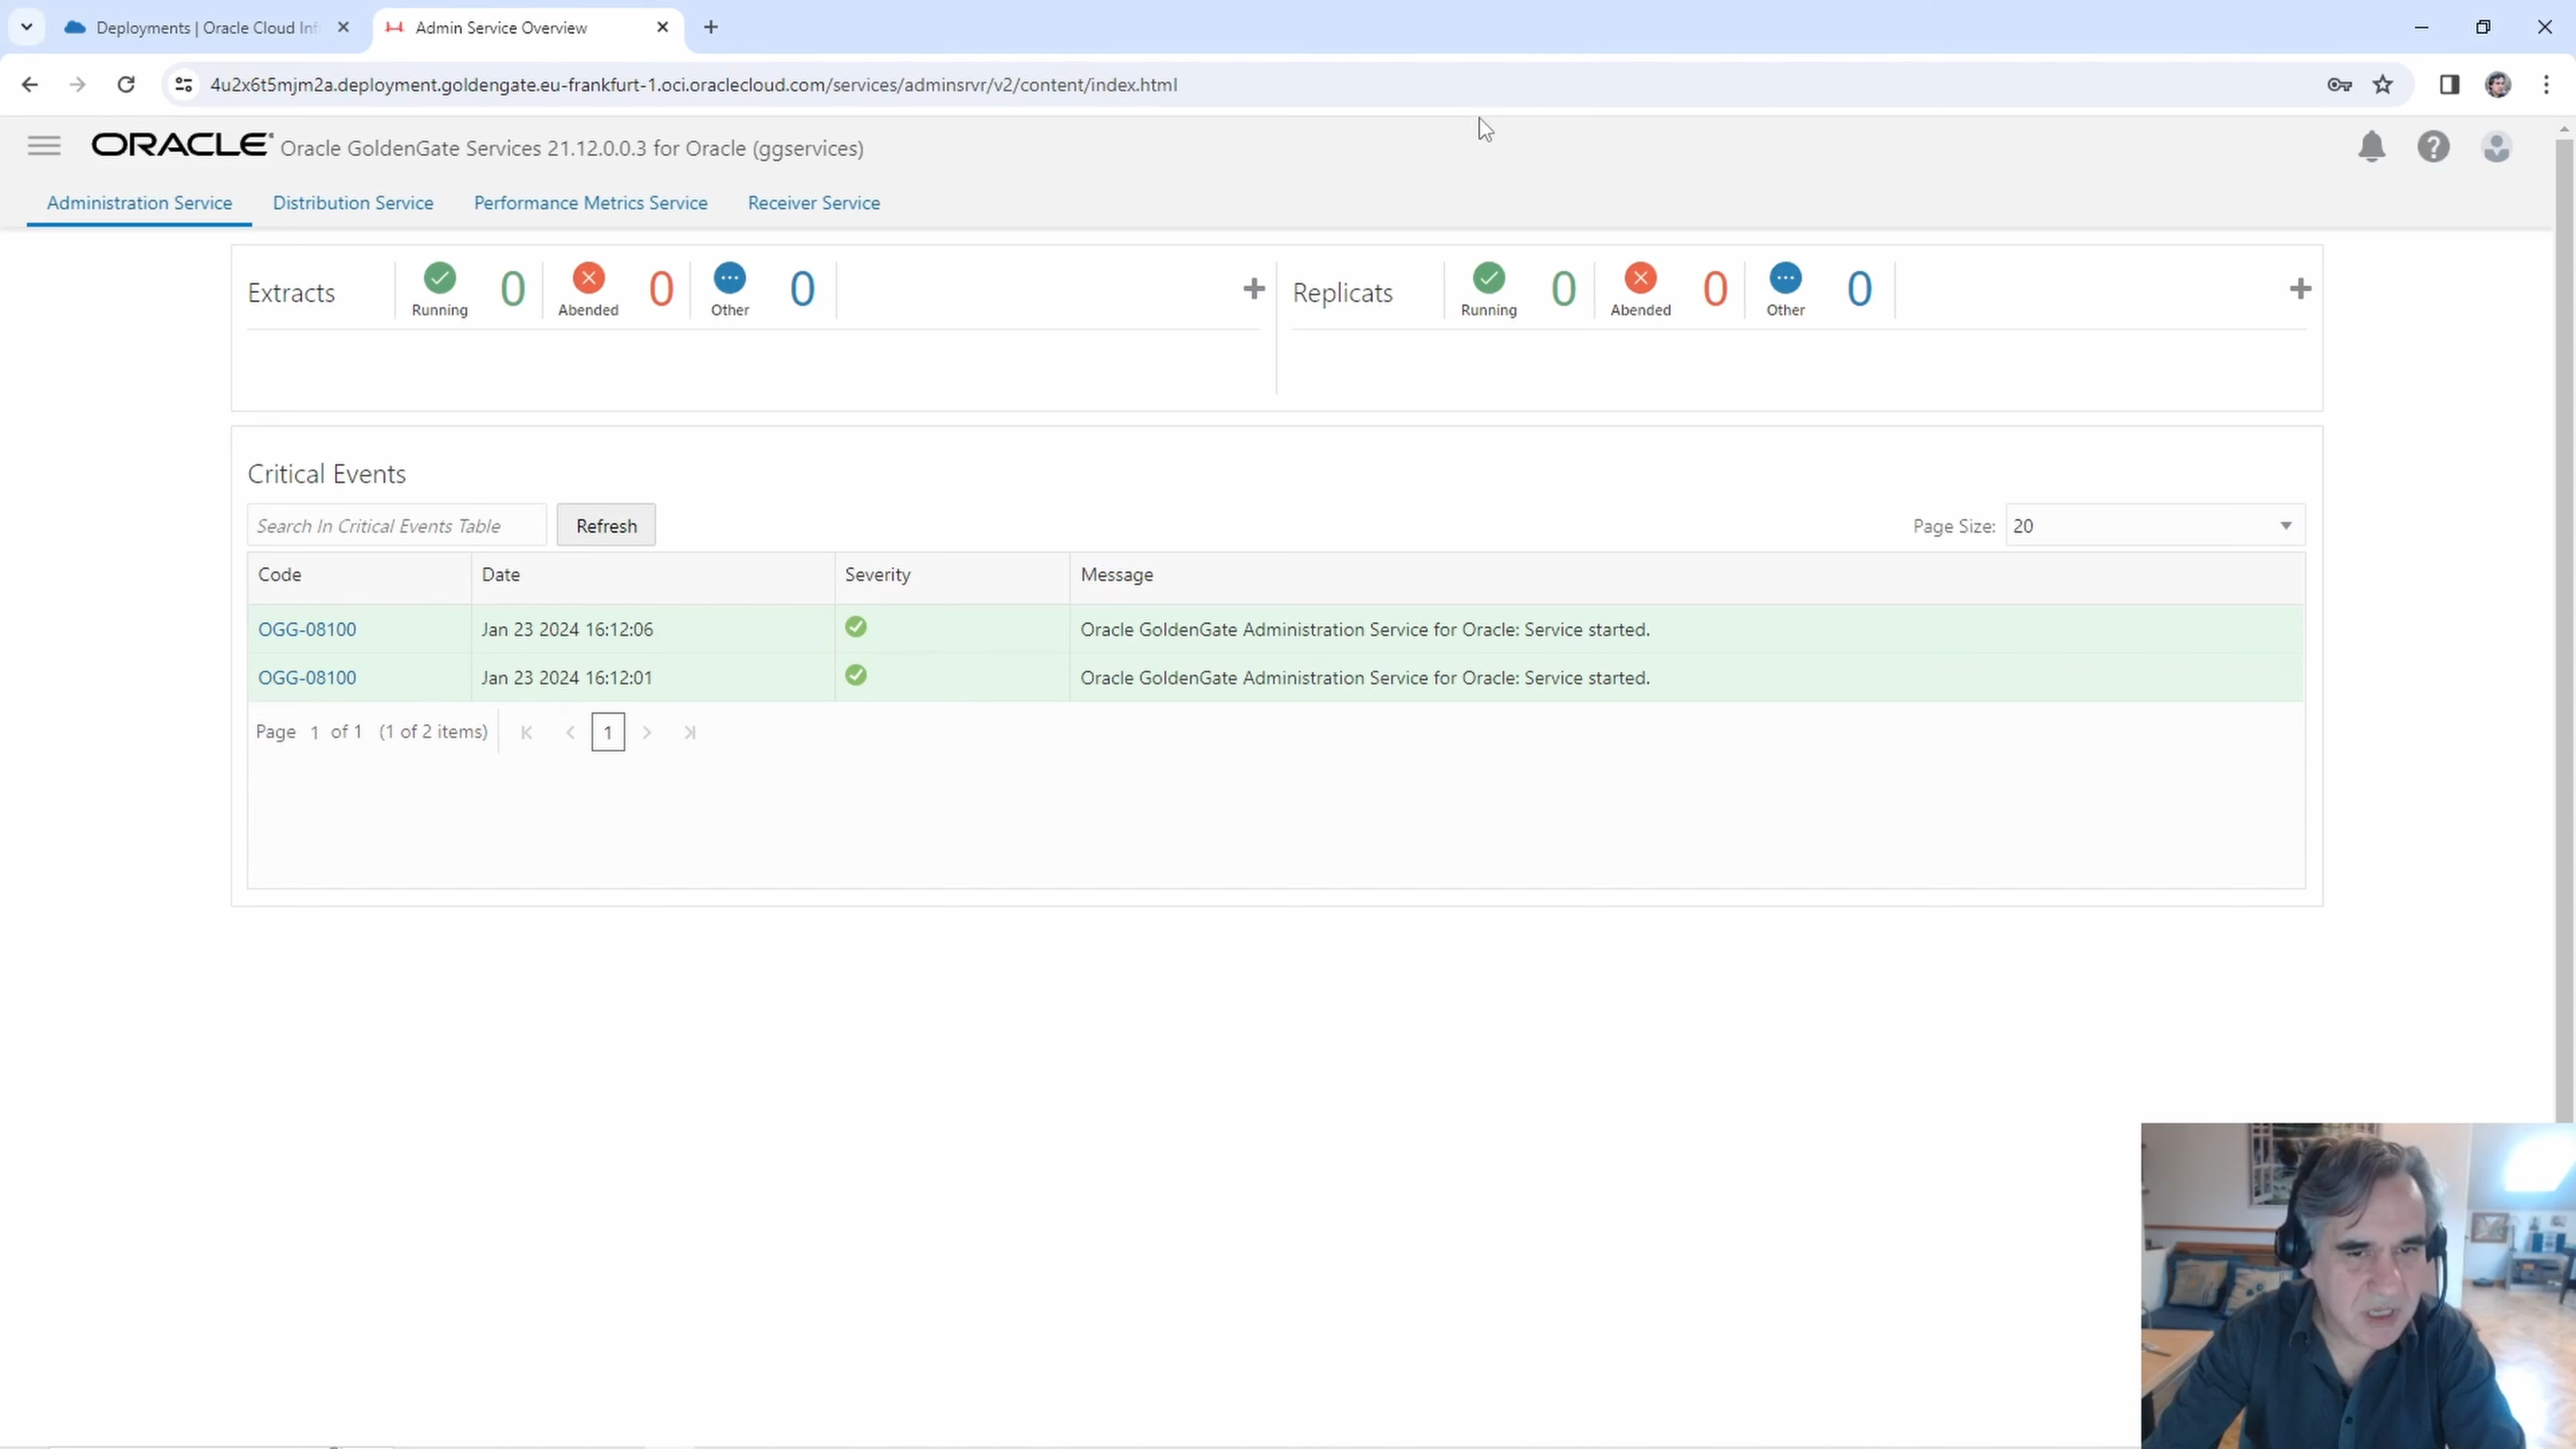 Deployments | Oracle Cloud Inf
Admin Service Overview
4u2x6t5mjm2a.deployment.goldengate.eu-frankfurt-1.oci.oraclecloud.com/services/adminsrvr/v2/content/index.html
ORACLE Oracle GoldenGate Services 21.12.0.0.3 for Oracle (ggservices)
Administration Service Distribution Service Performance Metrics Service Receiver Service
Extracts Running 0 Abended 0 Other 0 +
Replicats Running 0 Abended 0 Other 0 +
Critical Events
Search In Critical Events Table Refresh Page Size: 20
Code Date Severity Message
OGG-08100 Jan 23 2024 16:12:06 Oracle GoldenGate Administration Service for Oracle: Service started.
OGG-08100 Jan 23 2024 16:12:01 Oracle GoldenGate Administration Service for Oracle: Service started.
Page 1 of 1 (1 of 2 items) 1